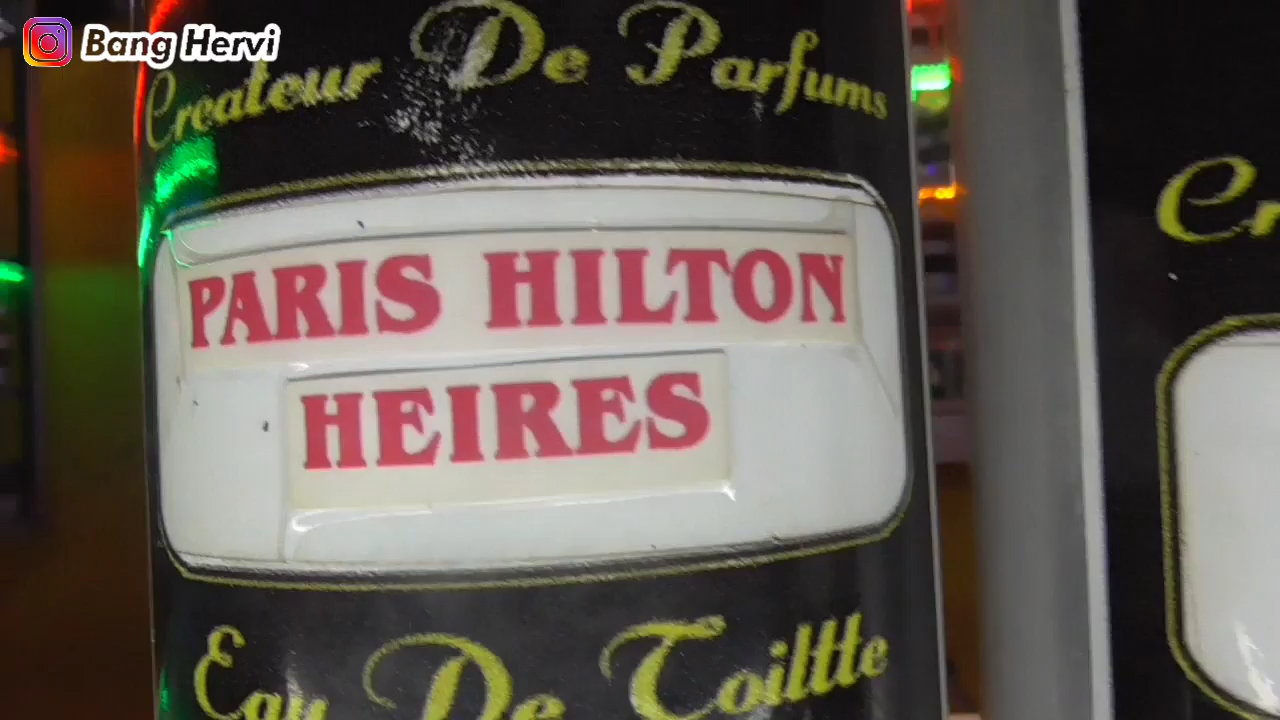 Bang Hervi
Createur De Parfums
PARIS HILTON
HEIRES
Eau De Toiltte